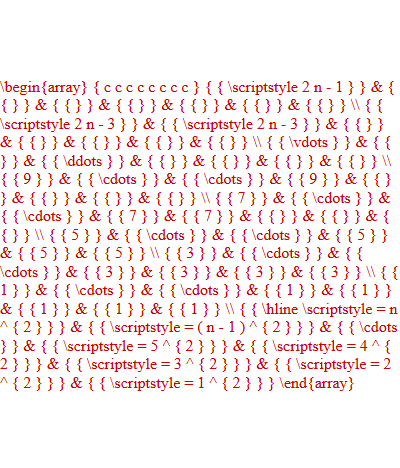 \begin{array} { c c c c c c c c } { { \scriptstyle 2 n - 1 } } & {
{ } } & { { } } & { { } } & { { } } & { { } } & { { } } \\ { {
\scriptstyle 2 n - 3 } } & { { \scriptstyle 2 n - 3 } } & { { } }
& { { } } & { { } } & { { } } & { { } } \\ { { \vdots } } & { {
} } & { { \ddots } } & { { } } & { { } } & { { } } & { { } } \\
{ { 9 } } & { { \cdots } } & { { \cdots } } & { { 9 } } & { {
} } & { { } } & { { } } & { { } } \\ { { 7 } } & { { \cdots } } &
{ { \cdots } } & { { 7 } } & { { 7 } } & { { } } & { { } } & {
{ } } \\ { { 5 } } & { { \cdots } } & { { \cdots } } & { { 5 }
} & { { 5 } } & { { 5 } } \\ { { 3 } } & { { \cdots } } & { {
\cdots } } & { { 3 } } & { { 3 } } & { { 3 } } & { { 3 } } \\ { {
1 } } & { { \cdots } } & { { \cdots } } & { { 1 } } & { { 1 } }
& { { 1 } } & { { 1 } } & { { 1 } } \\ { { \hline \scriptstyle = n
^ { 2 } } } & { { \scriptstyle = ( n - 1 ) ^ { 2 } } } & { { \cdots
} } & { { \scriptstyle = 5 ^ { 2 } } } & { { \scriptstyle = 4 ^ {
2 } } } & { { \scriptstyle = 3 ^ { 2 } } } & { { \scriptstyle = 2
^ { 2 } } } & { { \scriptstyle = 1 ^ { 2 } } } \end{array}